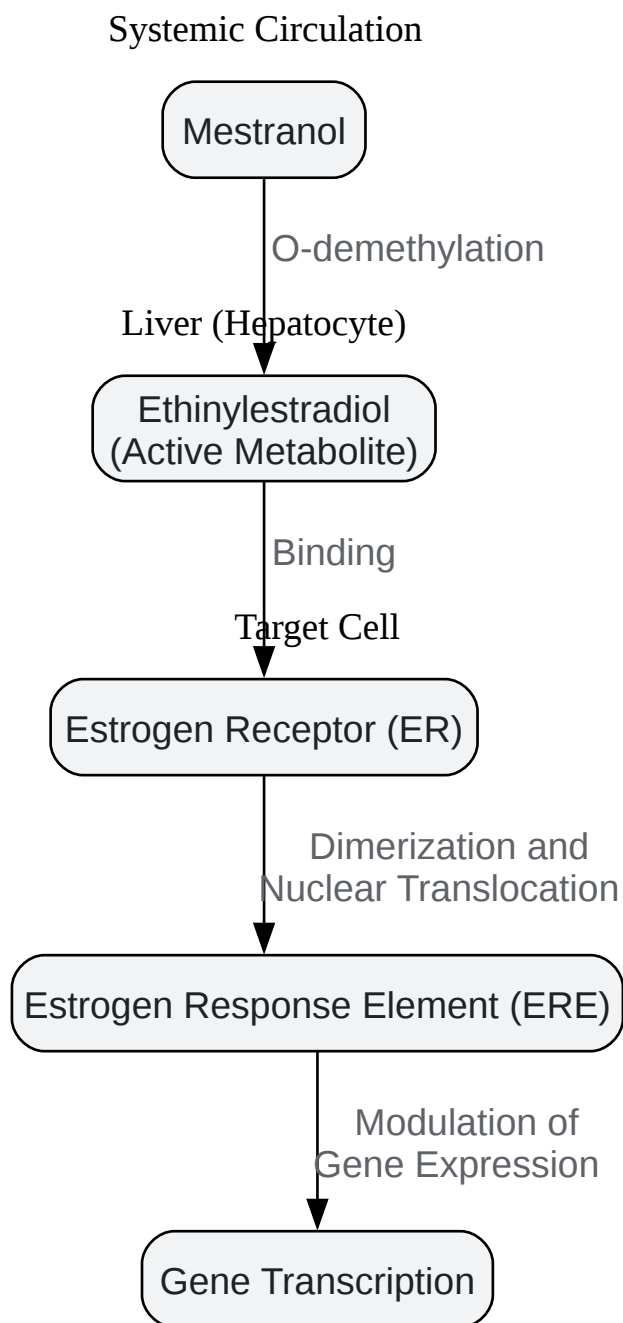 Systemic Circulation
Mestranol
O-demethylation
Liver (Hepatocyte)
Ethinylestradiol
(Active Metabolite)
Binding
Target Cell
Estrogen Receptor (ER)
Dimerization and
Nuclear Translocation
Estrogen Response Element (ERE)
Modulation of
Gene Expression
Gene Transcription